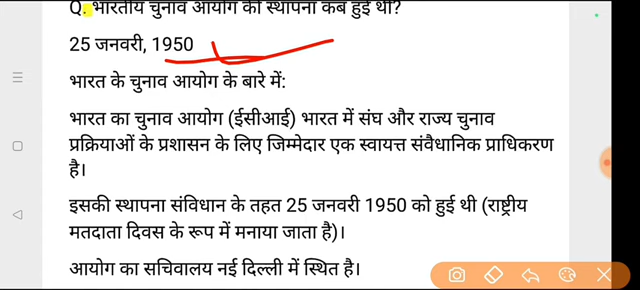 Q. भारतीय चुनाव आयोग की स्थापना कब हुई थी?
25 जनवरी, 1950
भारत के चुनाव आयोग के बारे में:
भारत का चुनाव आयोग (ईसीआई) भारत में संघ और राज्य चुनाव
प्रक्रियाओं के प्रशासन के लिए जिम्मेदार एक स्वायत्त संवैधानिक प्राधिकरण
है।
इसकी स्थापना संविधान के तहत 25 जनवरी 1950 को हुई थी (राष्ट्रीय
मतदाता दिवस के रूप में मनाया जाता है)।
आयोग का सचिवालय नई दिल्ली में स्थित है।